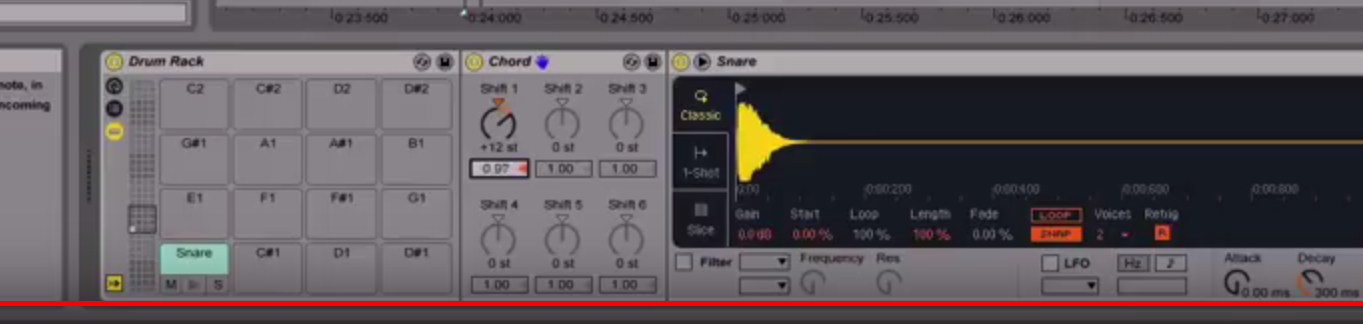 0:23:500 0:24:000 0:24:500 0:25:000 0:25:500 0:26:000 0:26:500 0:27:000
note, in
ncoming
Drum Rack
C2 C#2 D2 D#2
G#1 A1 A#1 B1
E1 F1 F#1 G1
Snare C#1 D1 D#1
M S
Chord
Shift 1 Shift 2 Shift 3
+12 st 0 st 0 st
0.97 1.00 1.00
Shift 4 Shift 5 Shift 6
0 st 0 st 0 st
1.00 1.00 1.00
Snare
Classic
1-Shot
Slice
0:00 0:00:200 0:00:400 0:00:600 0:00:800
Gain Start Loop Length Fade LOOP Voices Retrig
0.0 dB 0.00 % 100 % 100 % 0.00 % SNAP 2 R
Filter Frequency Res
LFO Hz
Attack Decay
0.00 ms 300 ms